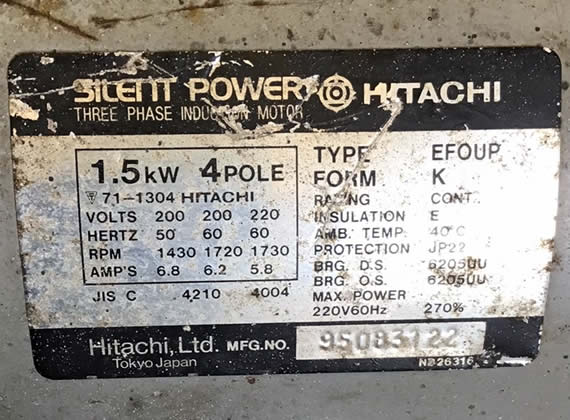 SILENT POWER HITACHI
THREE PHASE INDUCTION MOTOR
1.5kW 4POLE
71-1304 HITACHI
VOLTS 200 200 220
HERTZ 50 60 60
RPM 1430 1720 1730
AMP'S 6.8 6.2 5.8
JIS C 4210 4004
TYPE EFOUP
FORM K
RATING CONT.
INSULATION E
AMB. TEMP. 40°C
PROTECTION JP22
BRG. D.S. 6205UU
BRG. O.S. 6205UU
MAX. POWER
220V60Hz 270%
Hitachi, Ltd. MFG.NO. 95083122
Tokyo Japan